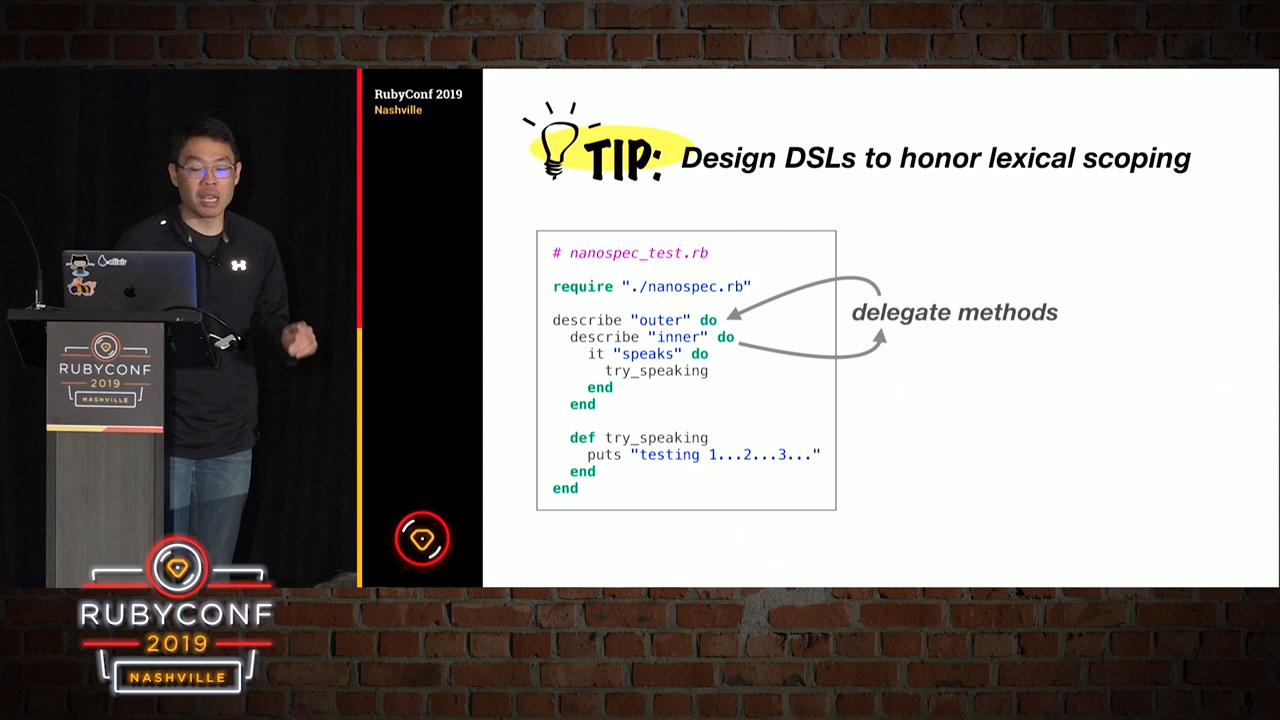 RubyConf 2019
Nashville
TIP: Design DSLs to honor lexical scoping
# nanospec_test.rb
require "./nanospec.rb"
describe "outer" do
describe "inner" do
it "speaks" do
try_speaking
end
end
def try_speaking
puts "testing 1...2...3..."
end
end
delegate methods
elixir
RUBYCONF
2019
NASHVILLE
RUBYCONF
2019
NASHVILLE